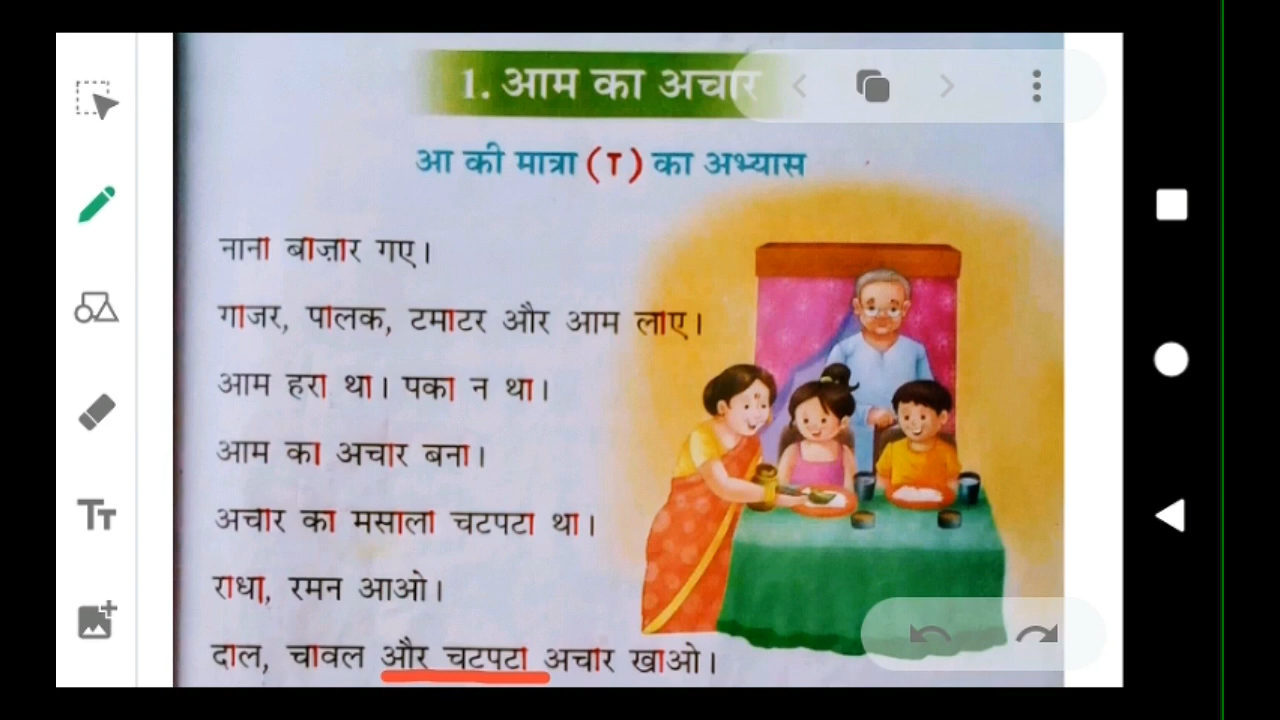 1. आम का अचार
आ की मात्रा (ा) का अभ्यास
नाना बाज़ार गए।
गाजर, पालक, टमाटर और आम लाए।
आम हरा था। पका न था।
आम का अचार बना।
अचार का मसाला चटपटा था।
राधा, रमन आओ।
दाल, चावल और चटपटा अचार खाओ।
TT